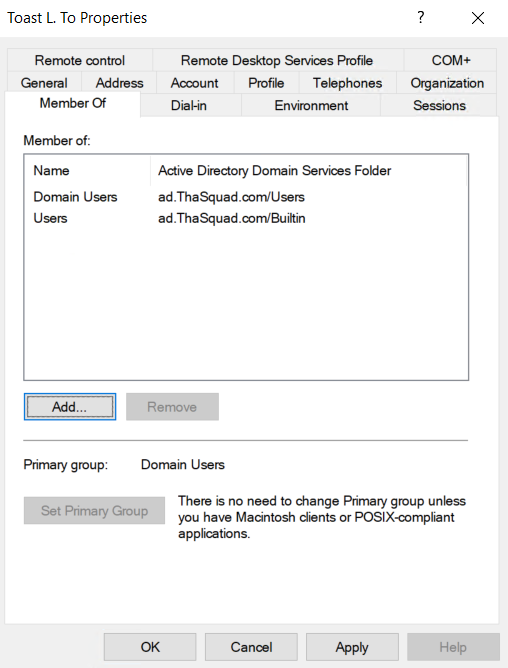 Toast L. To Properties
?
Remote control Remote Desktop Services Profile COM+
General Address Account Profile Telephones Organization
Member Of Dial-in Environment Sessions
Member of:
Name Active Directory Domain Services Folder
Domain Users ad.ThaSquad.com/Users
Users ad.ThaSquad.com/Builtin
Add... Remove
Primary group: Domain Users
Set Primary Group
There is no need to change Primary group unless
you have Macintosh clients or POSIX-compliant
applications.
OK Cancel Apply Help